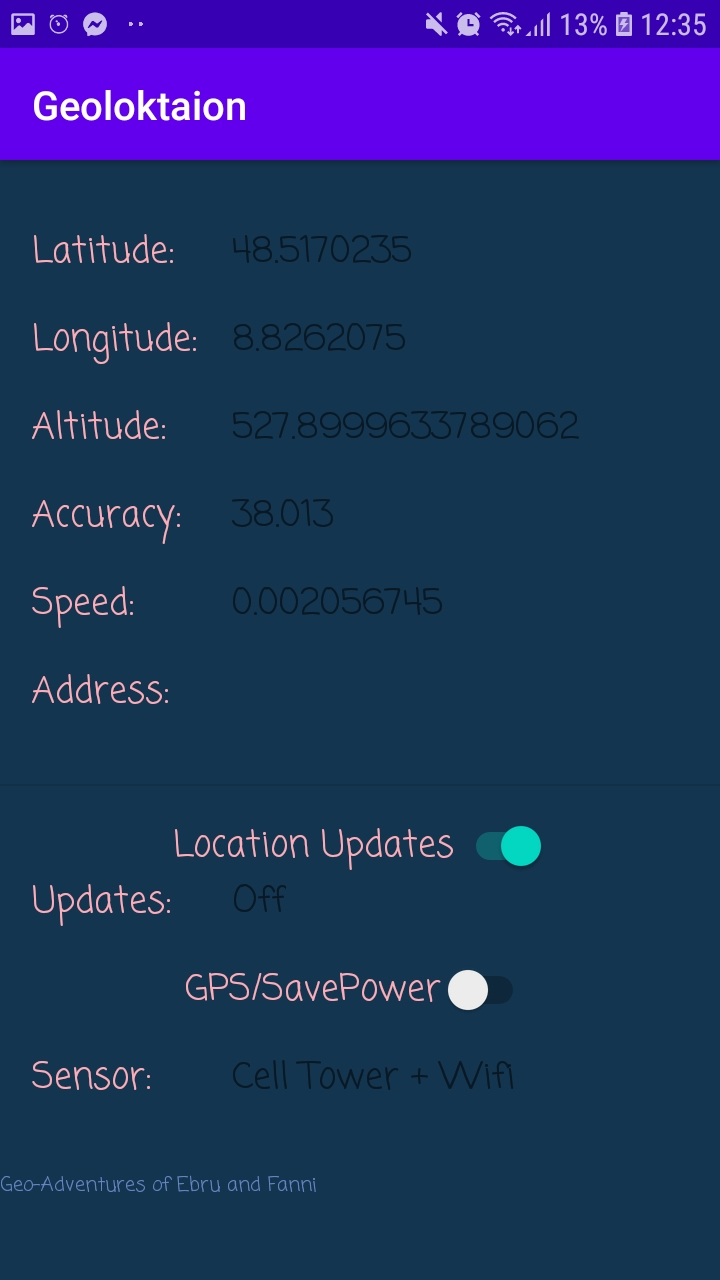 13% 12:35
Geoloktaion
Latitude: 48.5170235
Longitude: 8.8262075
Altitude: 527.8999633789062
Accuracy: 38.013
Speed: 0.002056745
Address:
Location Updates
Updates: Off
GPS/SavePower
Sensor: Cell Tower + Wifi
Geo-Adventures of Ebru and Fanni